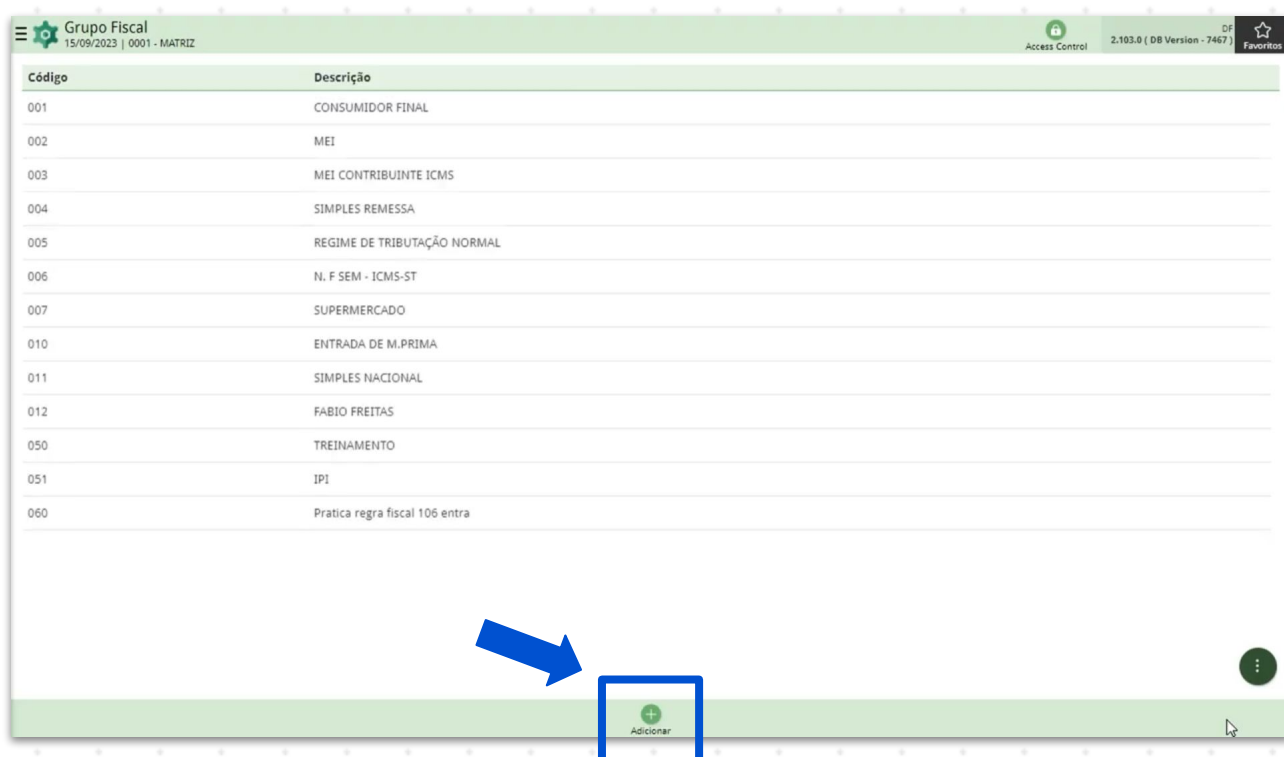 Grupo Fiscal
15/09/2023 | 0001 - MATRIZ
Access Control
DF
2.103.0 ( DB Version - 7467 )
Favoritos
Código Descrição
001 CONSUMIDOR FINAL
002 MEI
003 MEI CONTRIBUINTE ICMS
004 SIMPLES REMESSA
005 REGIME DE TRIBUTAÇÃO NORMAL
006 N. F SEM - ICMS-ST
007 SUPERMERCADO
010 ENTRADA DE M.PRIMA
011 SIMPLES NACIONAL
012 FABIO FREITAS
050 TREINAMENTO
051 IPI
060 Pratica regra fiscal 106 entra
Adicionar